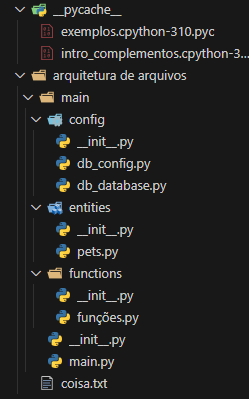 __pycache__
exemplos.cpython-310.pyc
intro_complementos.cpython-3...
arquitetura de arquivos
main
config
__init__.py
db_config.py
db_database.py
entities
__init__.py
pets.py
functions
__init__.py
funções.py
__init__.py
main.py
coisa.txt